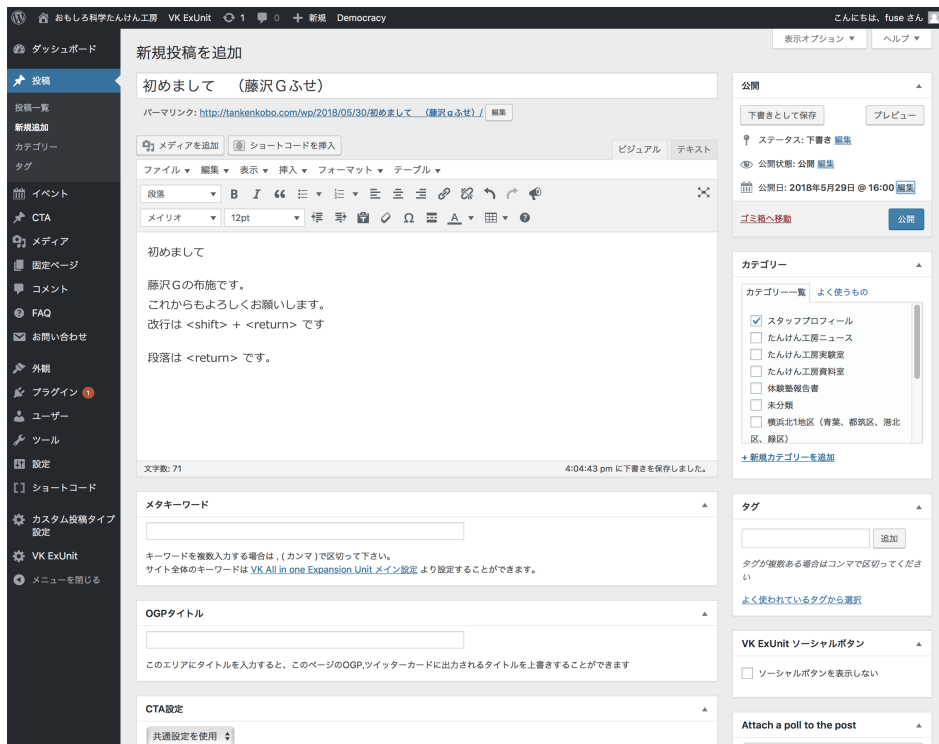 おもしろ科学たんけん工房 VK ExUnit 1 0 + 新規 Democracy こんにちは、fuse さん
ダッシュボード
投稿
投稿一覧
新規追加
カテゴリー
タグ
イベント
CTA
メディア
固定ページ
コメント
FAQ
お問い合わせ
外観
プラグイン 1
ユーザー
ツール
設定
ショートコード
カスタム投稿タイプ
設定
VK ExUnit
メニューを閉じる
表示オプション ▼ ヘルプ ▼
新規投稿を追加
初めまして (藤沢Gふせ)
パーマリンク: http://tankenkobo.com/wp/2018/05/30/初めまして (藤沢gふせ)/ 編集
メディアを追加 ショートコードを挿入
ビジュアル テキスト
ファイル ▼ 編集 ▼ 表示 ▼ 挿入 ▼ フォーマット ▼ テーブル ▼
段落 ▼ B I
メイリオ ▼ 12pt ▼ Ω A ▼
初めまして
藤沢Gの布施です。
これからもよろしくお願いします。
改行は <shift> + <return> です
段落は <return> です。
文字数: 71 4:04:43 pm に下書きを保存しました。
メタキーワード
キーワードを複数入力する場合は , ( カンマ )で区切って下さい。
サイト全体のキーワードは VK All in one Expansion Unit メイン設定 より設定することができます。
OGPタイトル
このエリアにタイトルを入力すると、このページのOGP,ツイッターカードに出力されるタイトルを上書きすることができます
CTA設定
共通設定を使用
公開
下書きとして保存 プレビュー
ステータス: 下書き 編集
公開状態: 公開 編集
公開日: 2018年5月29日 @ 16:00 編集
ゴミ箱へ移動 公開
カテゴリー
カテゴリー一覧 よく使うもの
スタッフプロフィール
たんけん工房ニュース
たんけん工房実験室
たんけん工房資料室
体験塾報告書
未分類
横浜北1地区(青葉、都筑区、港北
区、緑区)
+ 新規カテゴリーを追加
タグ
追加
タグが複数ある場合はコンマで区切ってくださ
い
よく使われているタグから選択
VK ExUnit ソーシャルボタン
ソーシャルボタンを表示しない
Attach a poll to the post